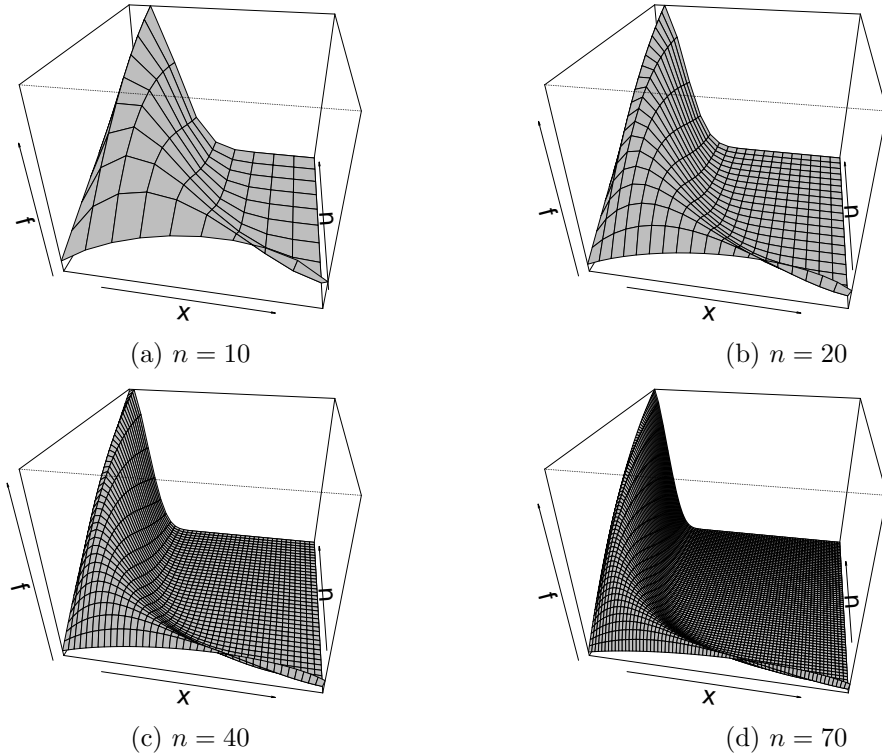 f
x
n
(a) n = 10
f
x
n
(b) n = 20
f
x
n
(c) n = 40
f
x
n
(d) n = 70